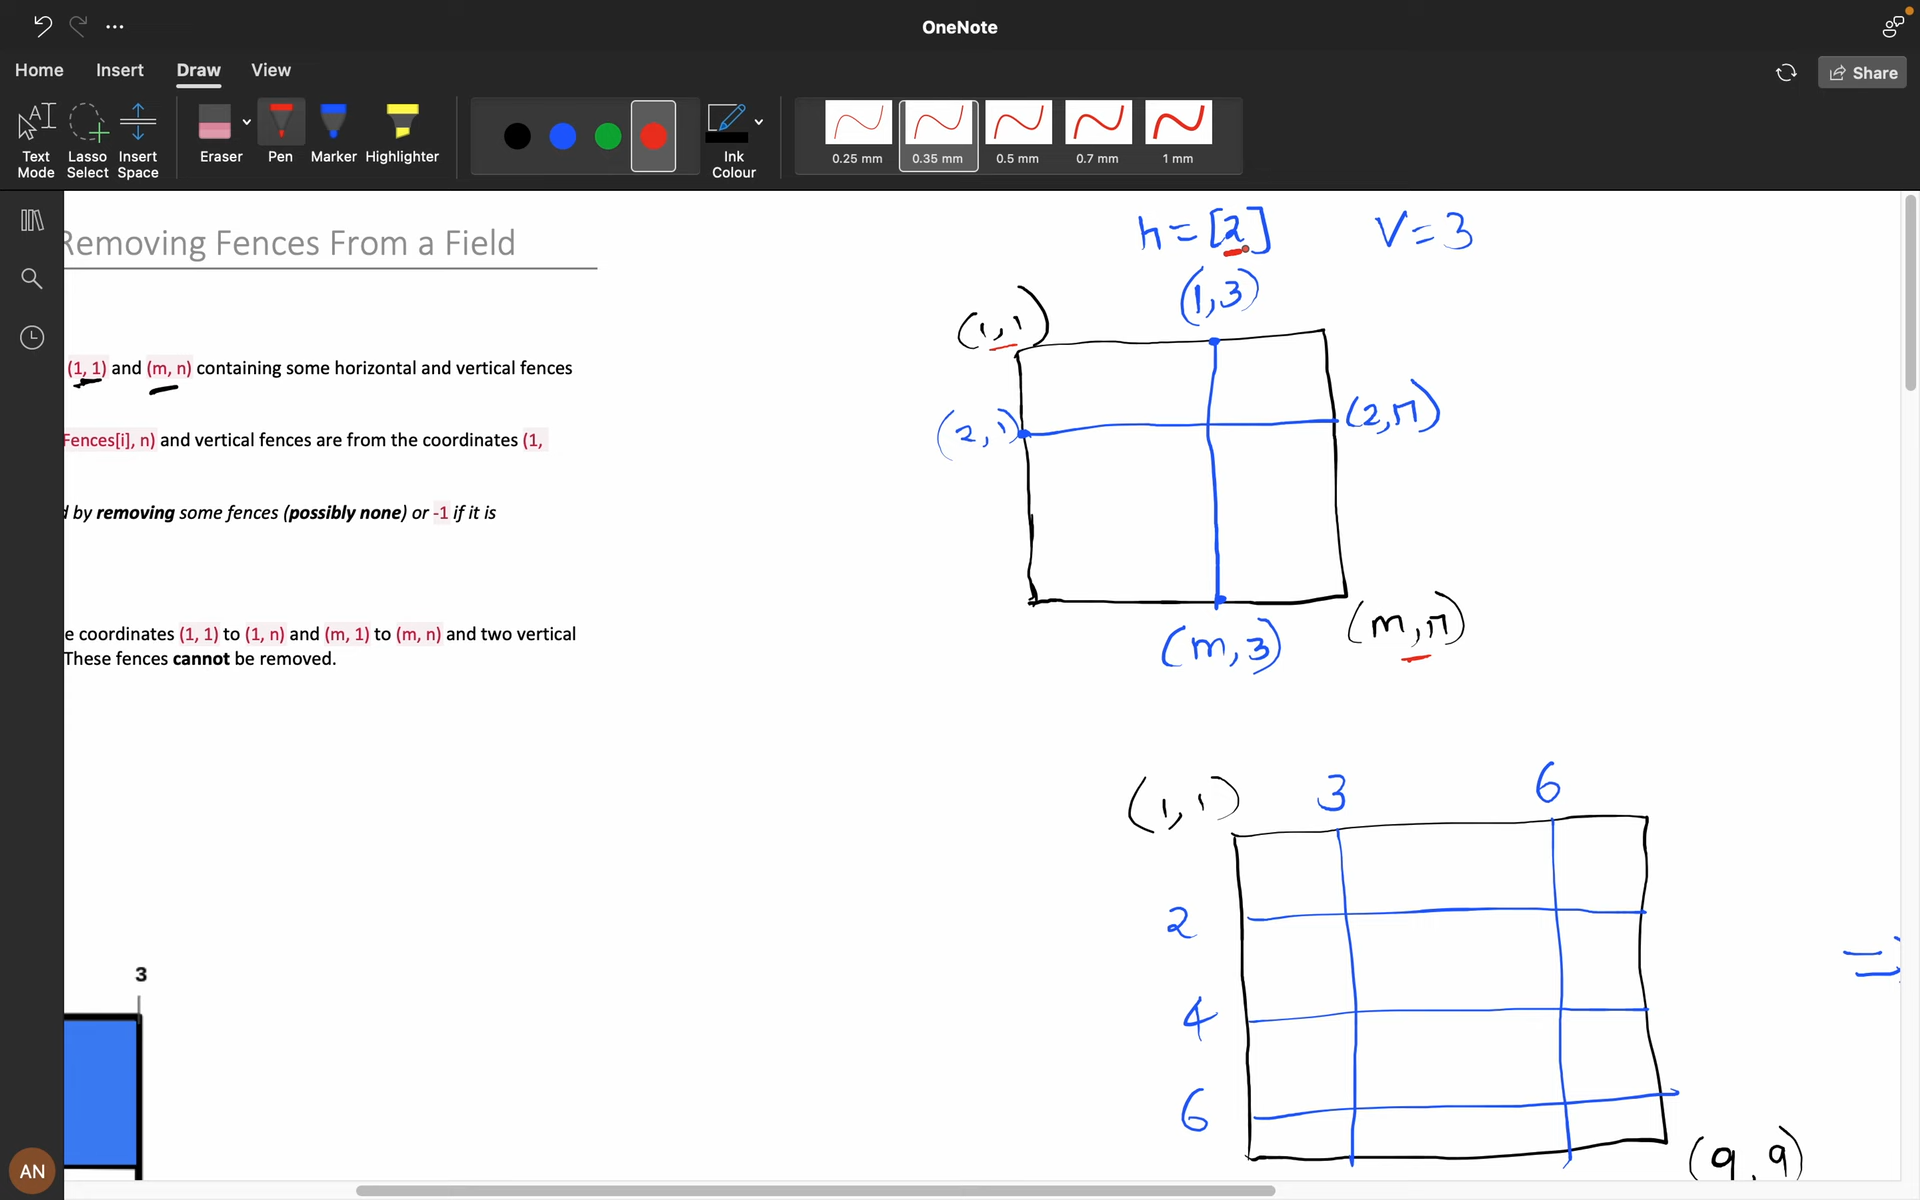 OneNote
Home Insert Draw View
Share
Text Mode Lasso Select Insert Space Eraser Pen Marker Highlighter Ink Colour 0.25 mm 0.35 mm 0.5 mm 0.7 mm 1 mm
Removing Fences From a Field
(1, 1) and (m, n) containing some horizontal and vertical fences
Fences[i], n) and vertical fences are from the coordinates (1,
d by removing some fences (possibly none) or -1 if it is
e coordinates (1, 1) to (1, n) and (m, 1) to (m, n) and two vertical
These fences cannot be removed.
3
h = [2] V = 3
(1,3)
(1,1)
(2,1) (2,n)
(m,n)
(m,3)
(1,1) 3 6
2
=
4
6
(9,9)
AN